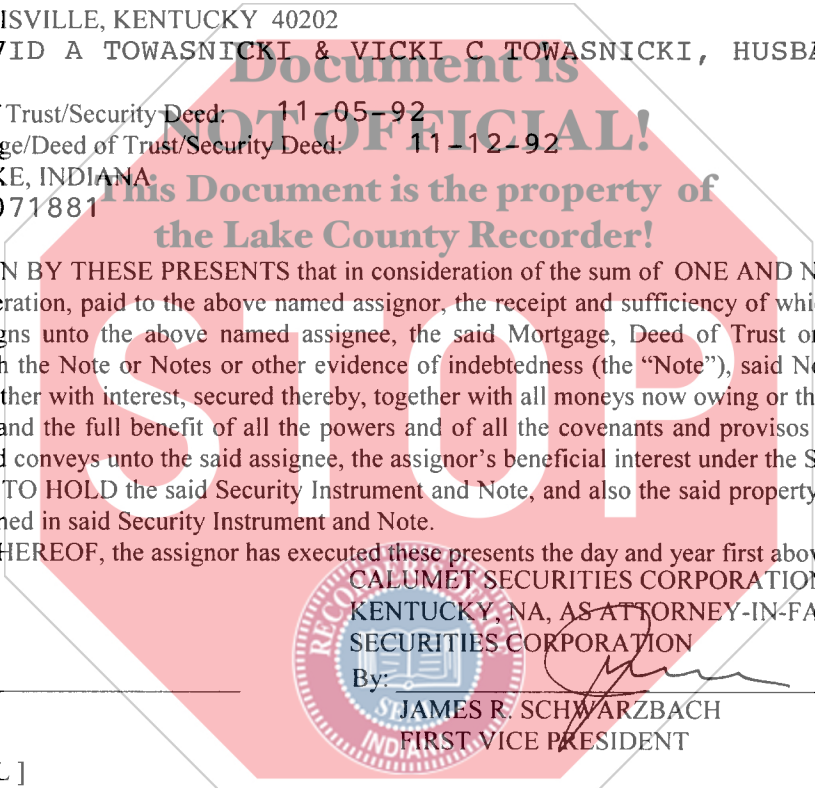 ISVILLE, KENTUCKY 40202
VID A TOWASNICKI & VICKI C TOWASNICKI, HUSBA
Document is
Trust/Security Deed: 11-05-92
NOT OFFICIAL!
ge/Deed of Trust/Security Deed: 11-12-92
KE, INDIANA
This Document is the property of
071881
the Lake County Recorder!
N BY THESE PRESENTS that in consideration of the sum of ONE AND N
eration, paid to the above named assignor, the receipt and sufficiency of whi
gns unto the above named assignee, the said Mortgage, Deed of Trust or
h the Note or Notes or other evidence of indebtedness (the “Note”), said No
ther with interest, secured thereby, together with all moneys now owing or th
and the full benefit of all the powers and of all the covenants and provisos
d conveys unto the said assignee, the assignor’s beneficial interest under the S
TO HOLD the said Security Instrument and Note, and also the said property
ned in said Security Instrument and Note.
HEREOF, the assignor has executed these presents the day and year first abov
STOP
CALUMET SECURITIES CORPORATION
KENTUCKY, NA, AS ATTORNEY-IN-FA
SECURITIES CORPORATION
By:
JAMES R. SCHWARZBACH
FIRST VICE PRESIDENT
RECORDER'S OFFICE
SEAL
INDIANA
L ]